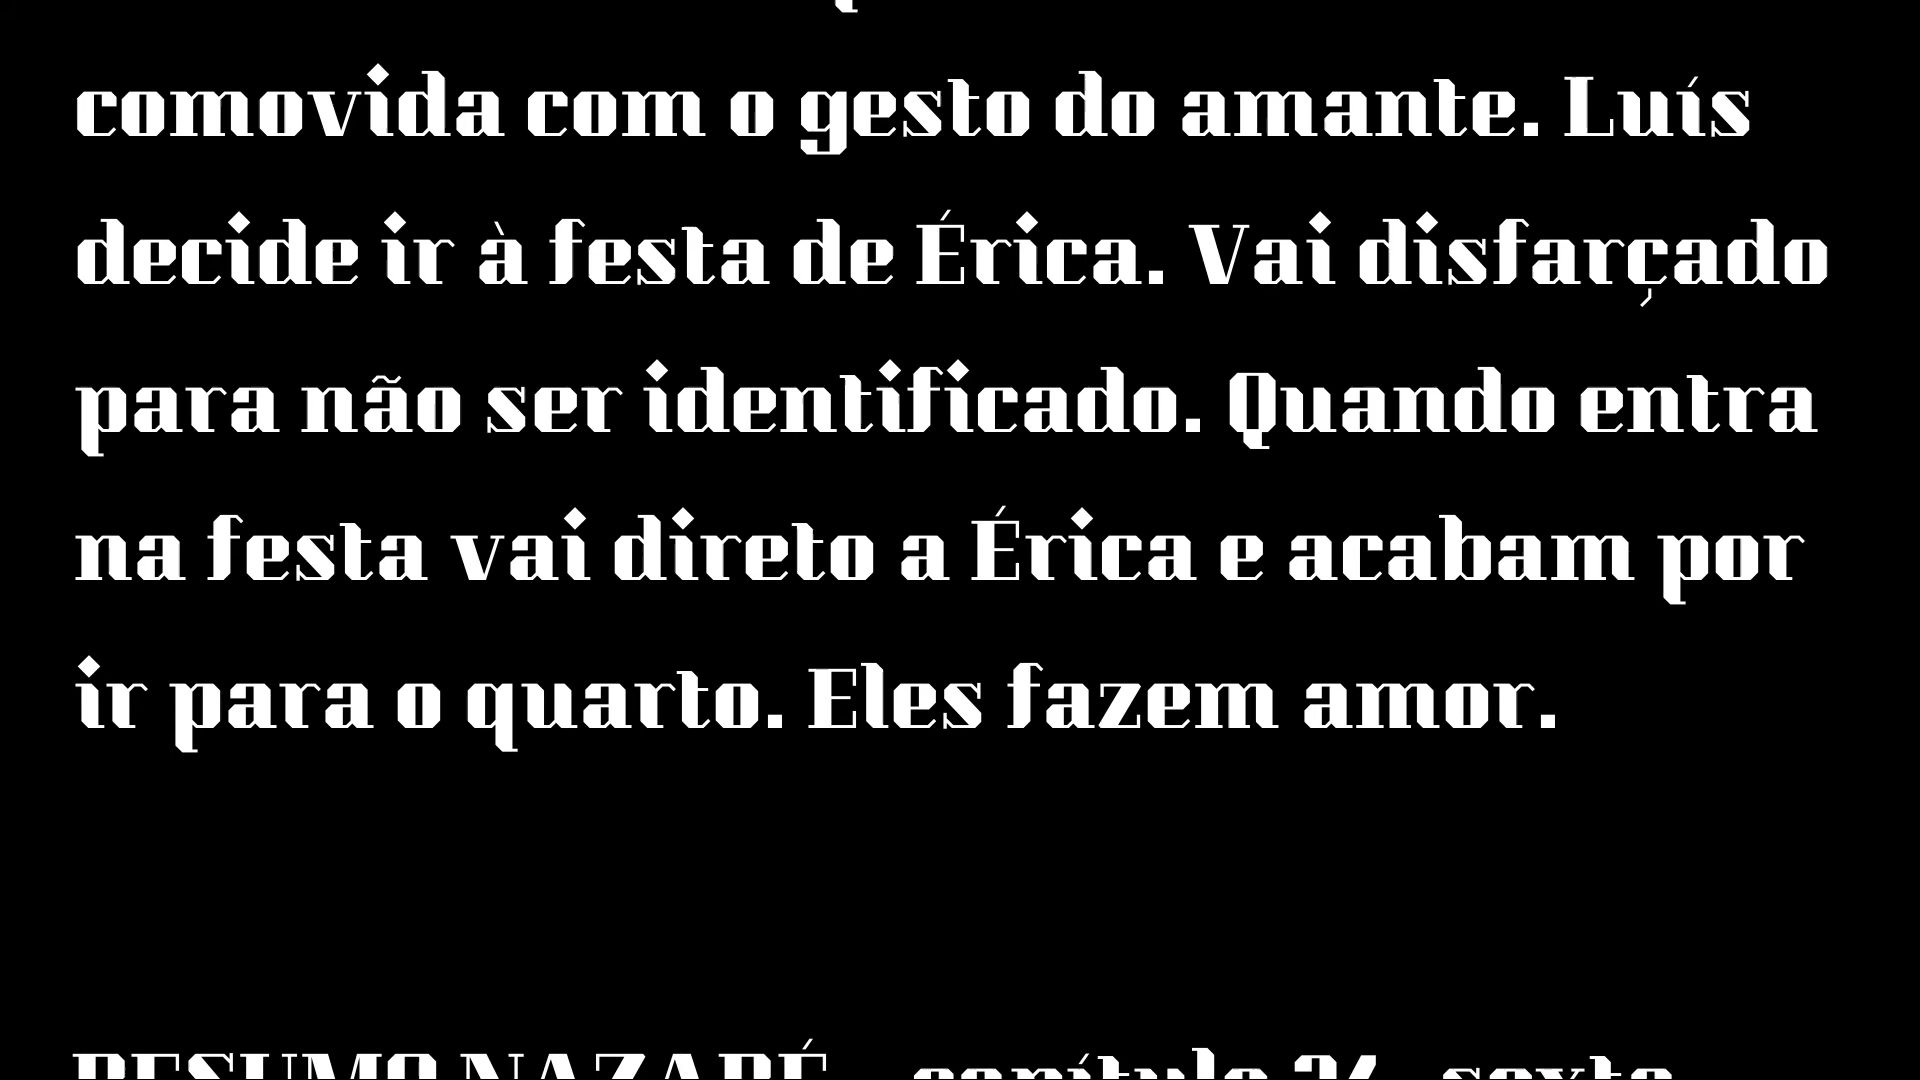 comovida com o gesto do amante. Luís
decide ir à festa de Érica. Vai disfarçado
para não ser identificado. Quando entra
na festa vai direto a Érica e acabam por
ir para o quarto. Eles fazem amor.
RESUMO NAZARÉ capítulo sexta